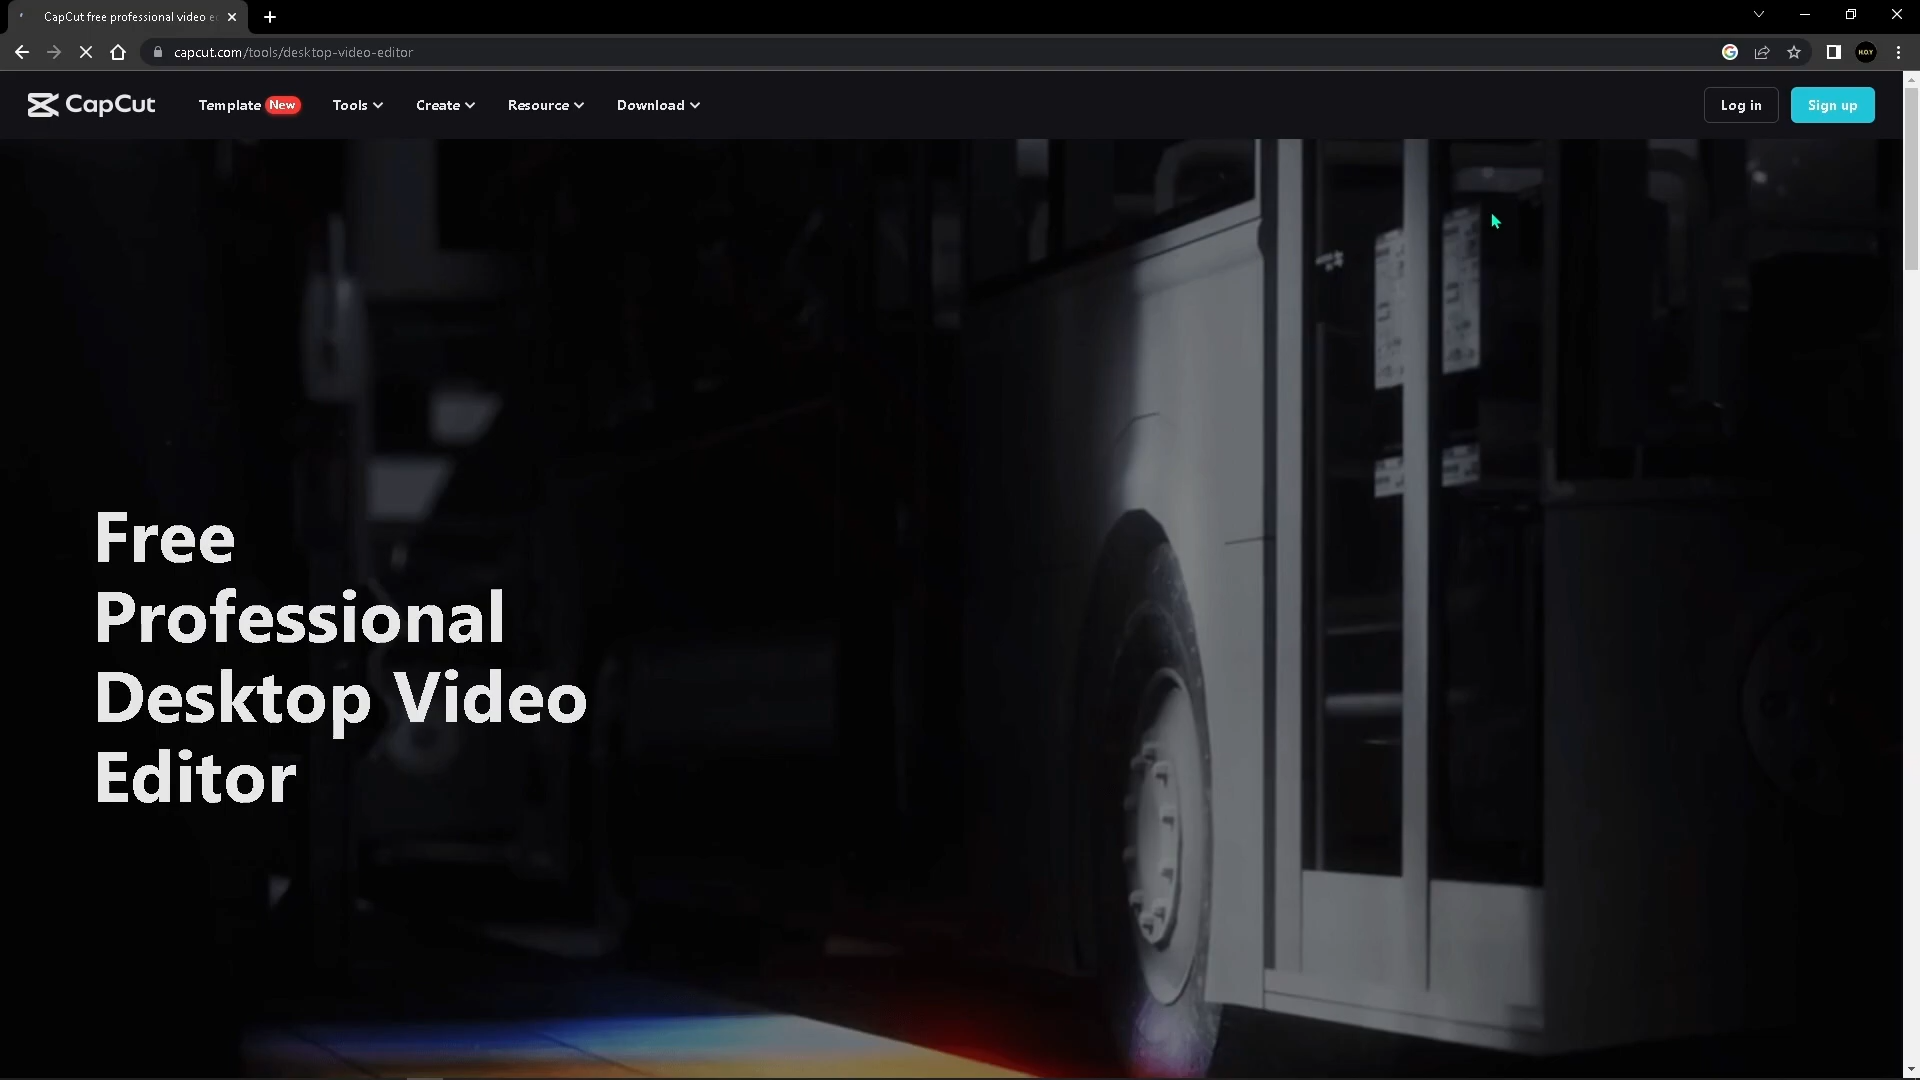 CapCut free professional video e
capcut.com/tools/desktop-video-editor
H.O.Y
CapCut
Template New
Tools
Create
Resource
Download
Log in
Sign up
Free
Professional
Desktop Video
Editor